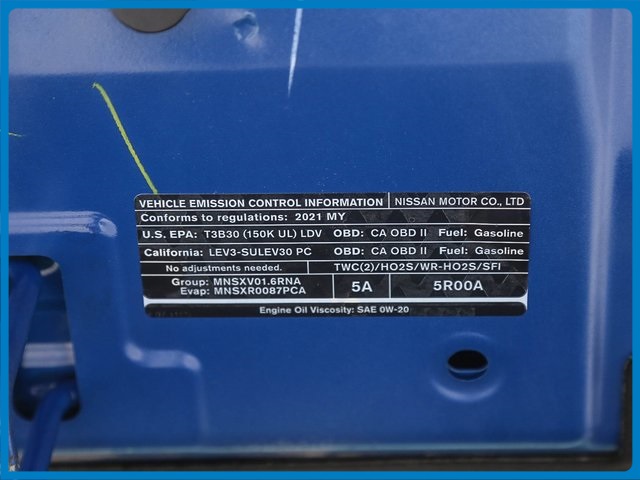 VEHICLE EMISSION CONTROL INFORMATION NISSAN MOTOR CO., LTD
Conforms to regulations: 2021 MY
U.S. EPA: T3B30 (150K UL) LDV OBD: CA OBD II Fuel: Gasoline
California: LEV3-SULEV30 PC OBD: CA OBD II Fuel: Gasoline
No adjustments needed. TWC(2)/HO2S/WR-HO2S/SFI
Group: MNSXV01.6RNA 5A 5R00A
Evap: MNSXR0087PCA
Engine Oil Viscosity: SAE 0W-20